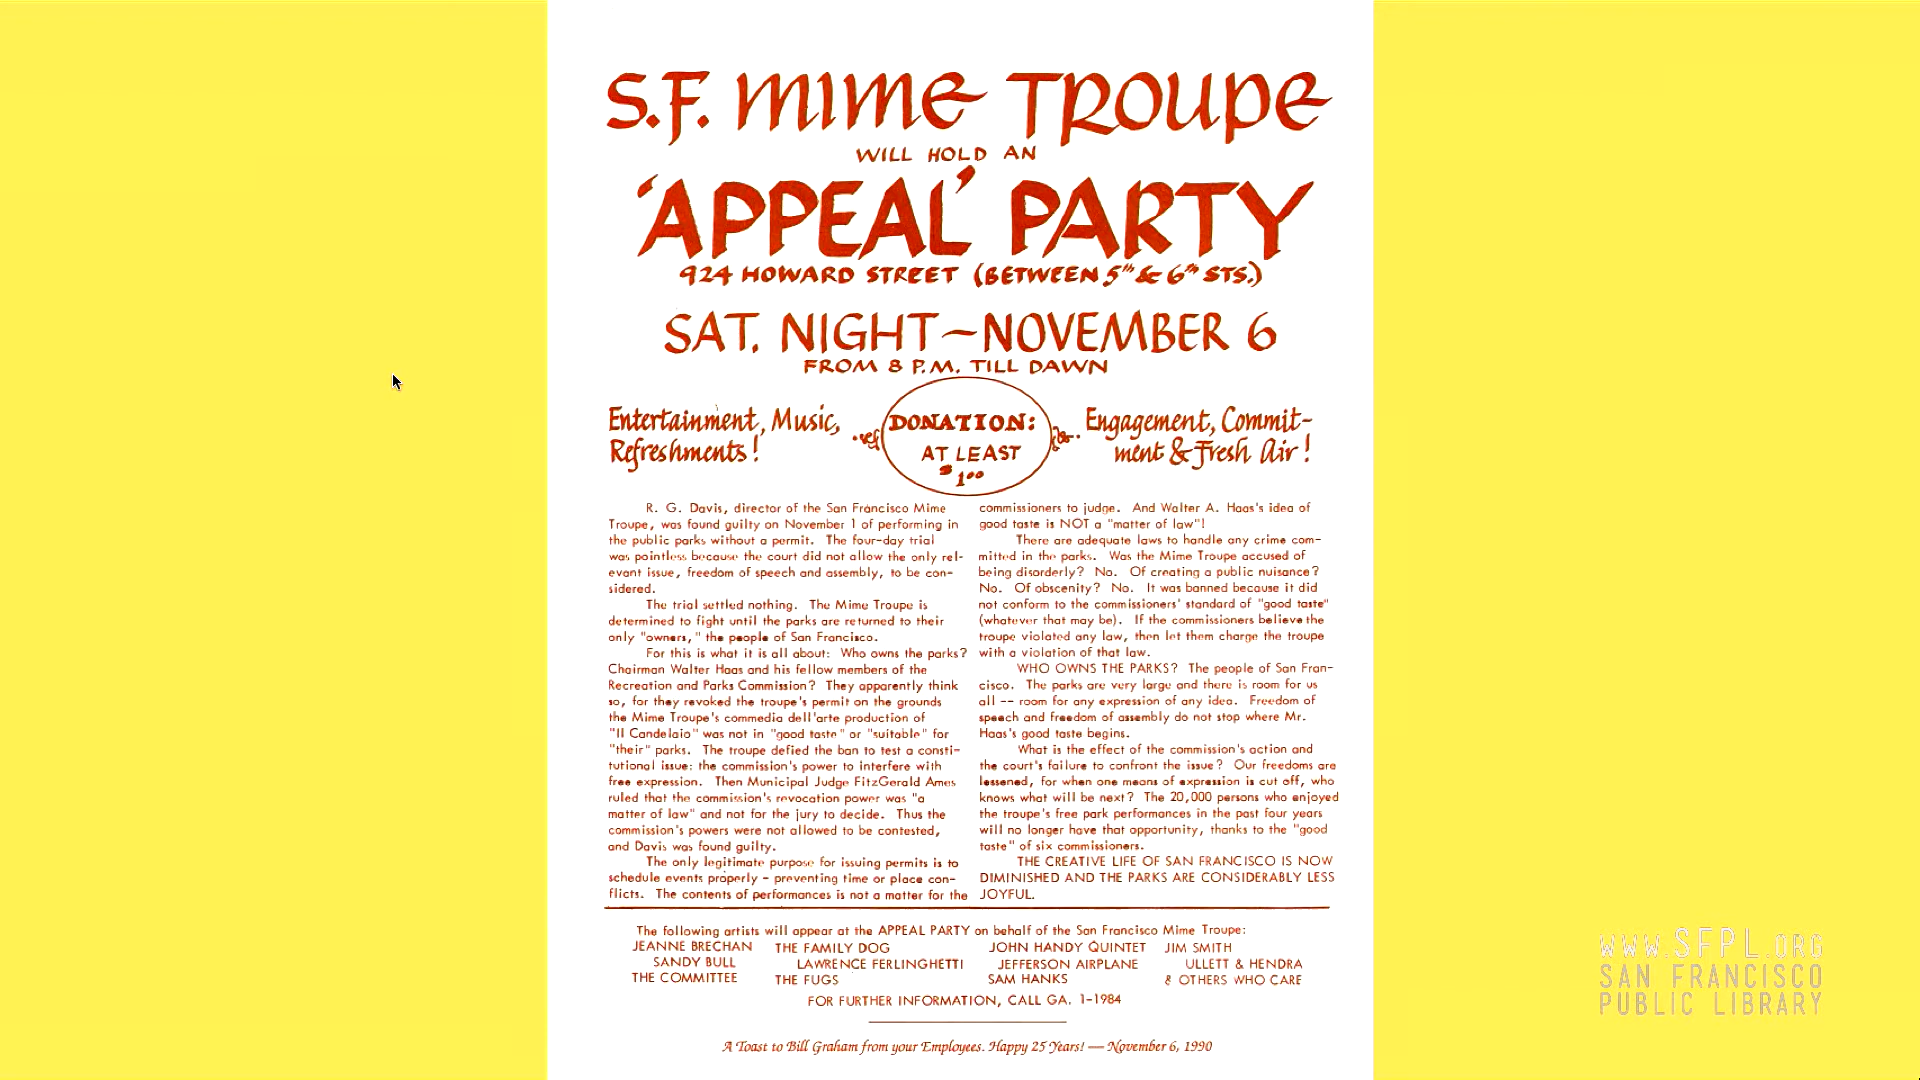 S.F. MIME TROUPE
WILL HOLD AN
'APPEAL' PARTY
924 HOWARD STREET (BETWEEN 5th & 6th STS.)
SAT. NIGHT~NOVEMBER 6
FROM 8 P.M. TILL DAWN
Entertainment, Music,
Refreshments!
DONATION:
AT LEAST
$1.00
Engagement, Commit-
ment & Fresh Air!
R. G. Davis, director of the San Francisco Mime
Troupe, was found guilty on November 1 of performing in
the public parks without a permit. The four-day trial
was pointless because the court did not allow the only rel-
evant issue, freedom of speech and assembly, to be con-
sidered.
The trial settled nothing. The Mime Troupe is
determined to fight until the parks are returned to their
only "owners," the people of San Francisco.
For this is what it is all about: Who owns the parks?
Chairman Walter Haas and his fellow members of the
Recreation and Parks Commission? They apparently think
so, for they revoked the troupe's permit on the grounds
the Mime Troupe's commedia dell'arte production of
"Il Candelaio" was not in "good taste" or "suitable" for
"their" parks. The troupe defied the ban to test a consti-
tutional issue: the commission's power to interfere with
free expression. Then Municipal Judge FitzGerald Ames
ruled that the commission's revocation power was "a
matter of law" and not for the jury to decide. Thus the
commission's powers were not allowed to be contested,
and Davis was found guilty.
The only legitimate purpose for issuing permits is to
schedule events properly - preventing time or place con-
flicts. The contents of performances is not a matter for the
commissioners to judge. And Walter A. Haas's idea of
good taste is NOT a "matter of law"!
There are adequate laws to handle any crime com-
mitted in the parks. Was the Mime Troupe accused of
being disorderly? No. Of creating a public nuisance?
No. Of obscenity? No. It was banned because it did
not conform to the commissioners' standard of "good taste"
(whatever that may be). If the commissioners believe the
troupe violated any law, then let them charge the troupe
with a violation of that law.
WHO OWNS THE PARKS? The people of San Fran-
cisco. The parks are very large and there is room for us
all -- room for any expression of any idea. Freedom of
speech and freedom of assembly do not stop where Mr.
Haas's good taste begins.
What is the effect of the commission's action and
the court's failure to confront the issue? Our freedoms are
lessened, for when one means of expression is cut off, who
knows what will be next? The 20,000 persons who enjoyed
the troupe's free park performances in the past four years
will no longer have that opportunity, thanks to the "good
taste" of six commissioners.
THE CREATIVE LIFE OF SAN FRANCISCO IS NOW
DIMINISHED AND THE PARKS ARE CONSIDERABLY LESS
JOYFUL.
The following artists will appear at the APPEAL PARTY on behalf of the San Francisco Mime Troupe:
JEANNE BRECHAN THE FAMILY DOG JOHN HANDY QUINTET JIM SMITH
SANDY BULL LAWRENCE FERLINGHETTI JEFFERSON AIRPLANE ULLETT & HENDRA
THE COMMITTEE THE FUGS SAM HANKS & OTHERS WHO CARE
FOR FURTHER INFORMATION, CALL GA. 1-1984
A Toast to Bill Graham from your Employees. Happy 25 Years! — November 6, 1990
WWW.SFPL.ORG
SAN FRANCISCO
PUBLIC LIBRARY